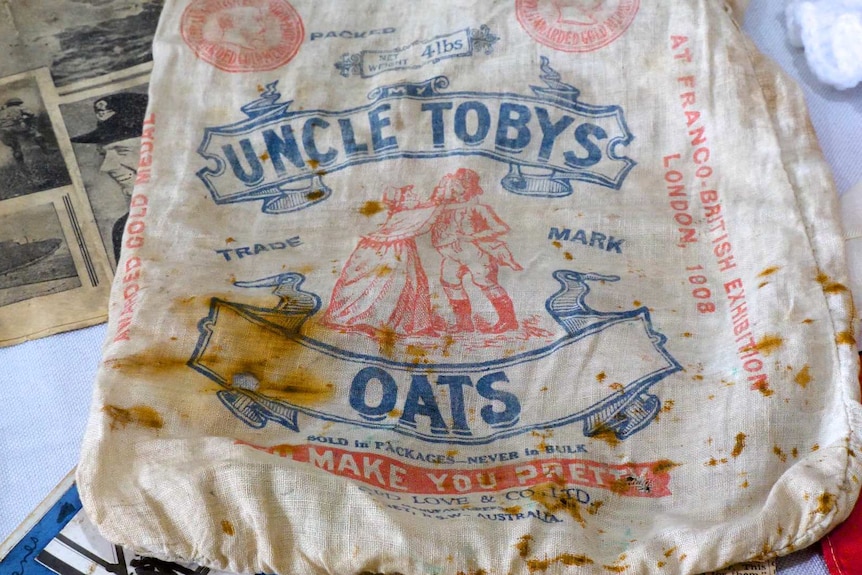 PACKED
NET
WEIGHT 4lbs
MY
UNCLE TOBYS
TRADE MARK
OATS
SOLD in PACKAGES—NEVER in BULK
MAKE YOU PRETTY
LOVE & CO. LTD.
AUSTRALIA.
GOLD MEDAL
AT FRANCO-BRITISH EXHIBITION
LONDON, 1908
This